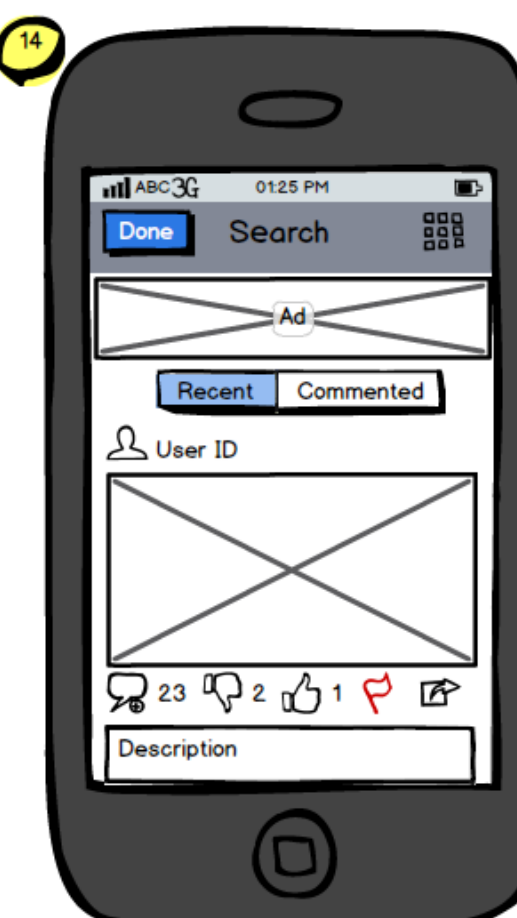 14
ABC 3G 01:25 PM
Done Search
Ad
Recent Commented
User ID
23 2 1
Description